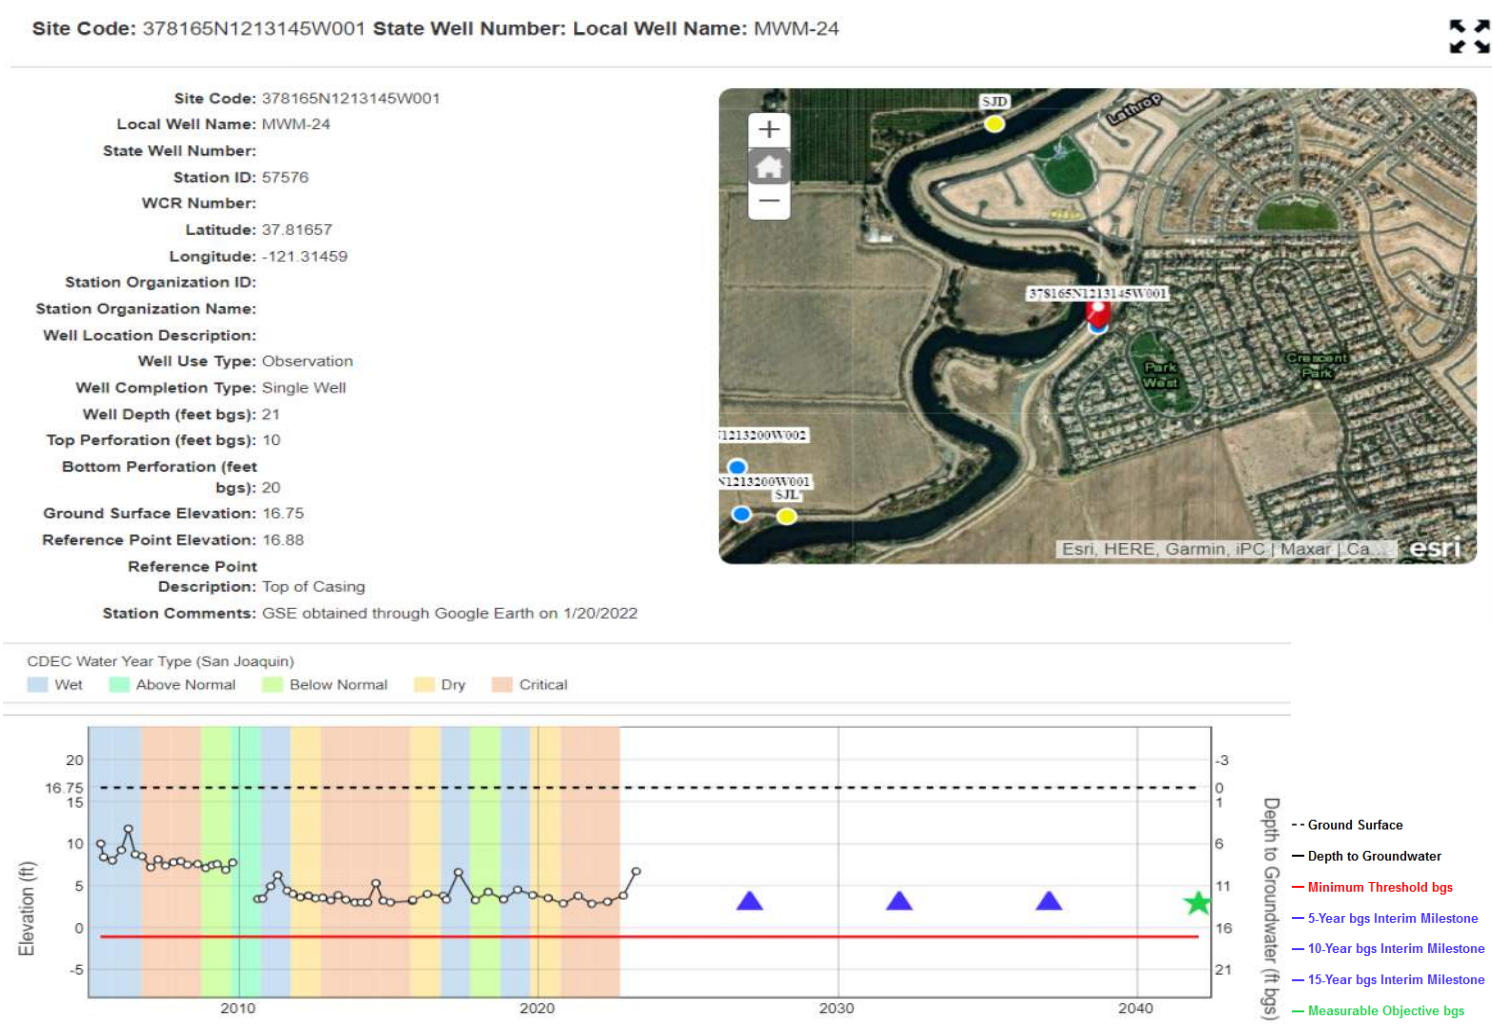 Site Code: 378165N1213145W001 State Well Number: Local Well Name: MWM-24
Site Code: 378165N1213145W001
Local Well Name: MWM-24
State Well Number:
Station ID: 57576
WCR Number:
Latitude: 37.81657
Longitude: -121.31459
Station Organization ID:
Station Organization Name:
Well Location Description:
Well Use Type: Observation
Well Completion Type: Single Well
Well Depth (feet bgs): 21
Top Perforation (feet bgs): 10
Bottom Perforation (feet
bgs): 20
Ground Surface Elevation: 16.75
Reference Point Elevation: 16.88
Reference Point
Description: Top of Casing
Station Comments: GSE obtained through Google Earth on 1/20/2022
+
−
SJD
Lathrop
378165N1213145W001
Park
West
Crescent
Park
1213200W002
N1213200W001
SJL
Esri, HERE, Garmin, iPC | Maxar | Ca...
esri
CDEC Water Year Type (San Joaquin)
Wet
Above Normal
Below Normal
Dry
Critical
Elevation (ft)
20
16.75
15
10
5
0
-5
2010
2020
2030
2040
-3
0
1
6
11
16
21
Depth to Groundwater (ft bgs)
Ground Surface
Depth to Groundwater
Minimum Threshold bgs
5-Year bgs Interim Milestone
10-Year bgs Interim Milestone
15-Year bgs Interim Milestone
Measurable Objective bgs